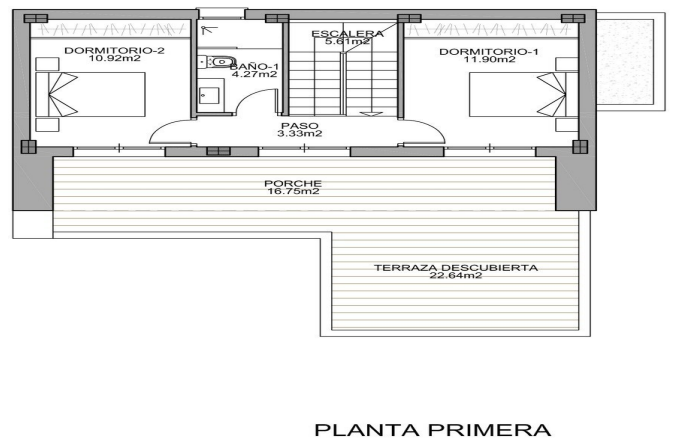 ESCALERA
5.61m2
DORMITORIO-2
10.92m2
BAÑO-1
4.27m2
DORMITORIO-1
11.90m2
PASO
3.33m2
PORCHE
16.75m2
TERRAZA DESCUBIERTA
22.64m2
PLANTA PRIMERA